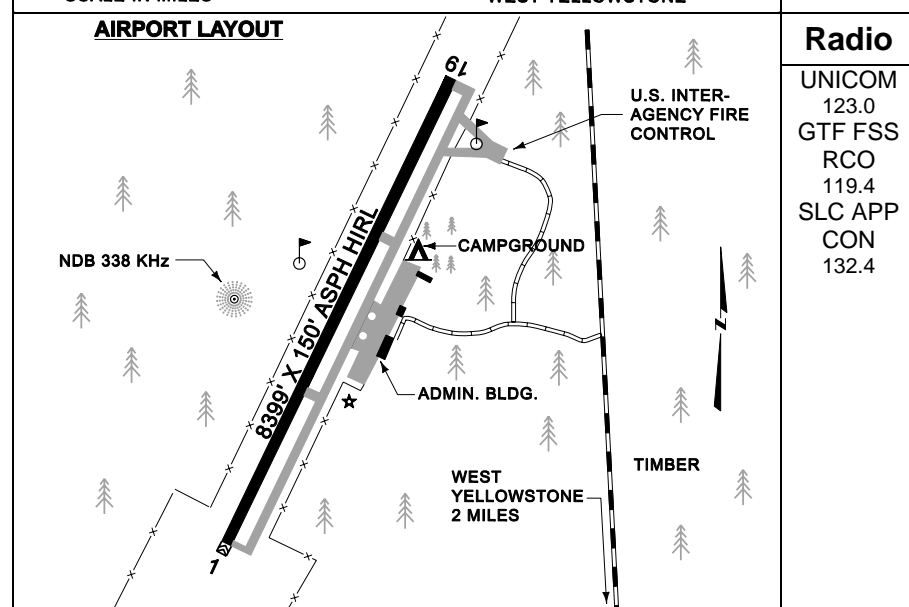 AIRPORT LAYOUT
19
U.S. INTER-
AGENCY FIRE
CONTROL
8399' X 150' ASPH HIRL
CAMPGROUND
NDB 338 KHz
N
ADMIN. BLDG.
WEST
YELLOWSTONE
2 MILES
TIMBER
1
Radio
UNICOM
123.0
GTF FSS
RCO
119.4
SLC APP
CON
132.4